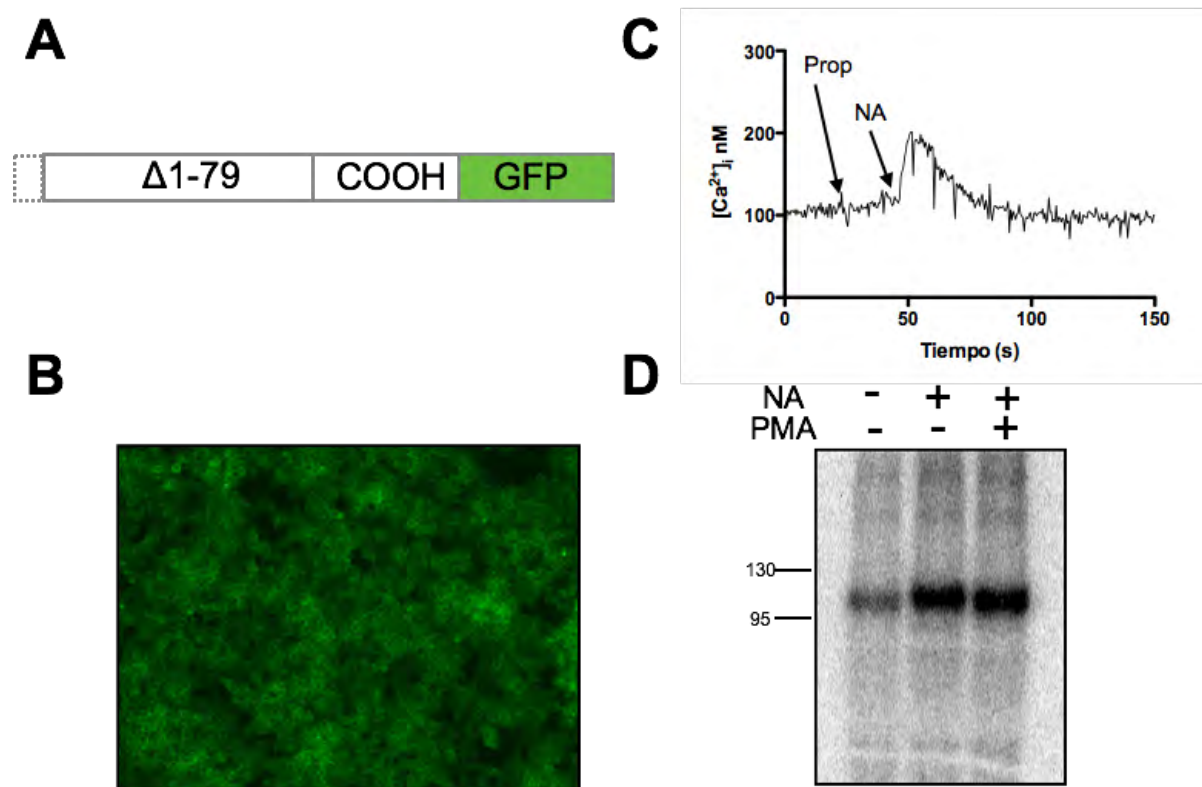 A
Δ1-79 COOH GFP
B
C
300
200
100
0
[Ca²⁺]ᵢ nM
Prop
NA
0 50 100 150
Tiempo (s)
D
NA - + +
PMA - - +
130
95